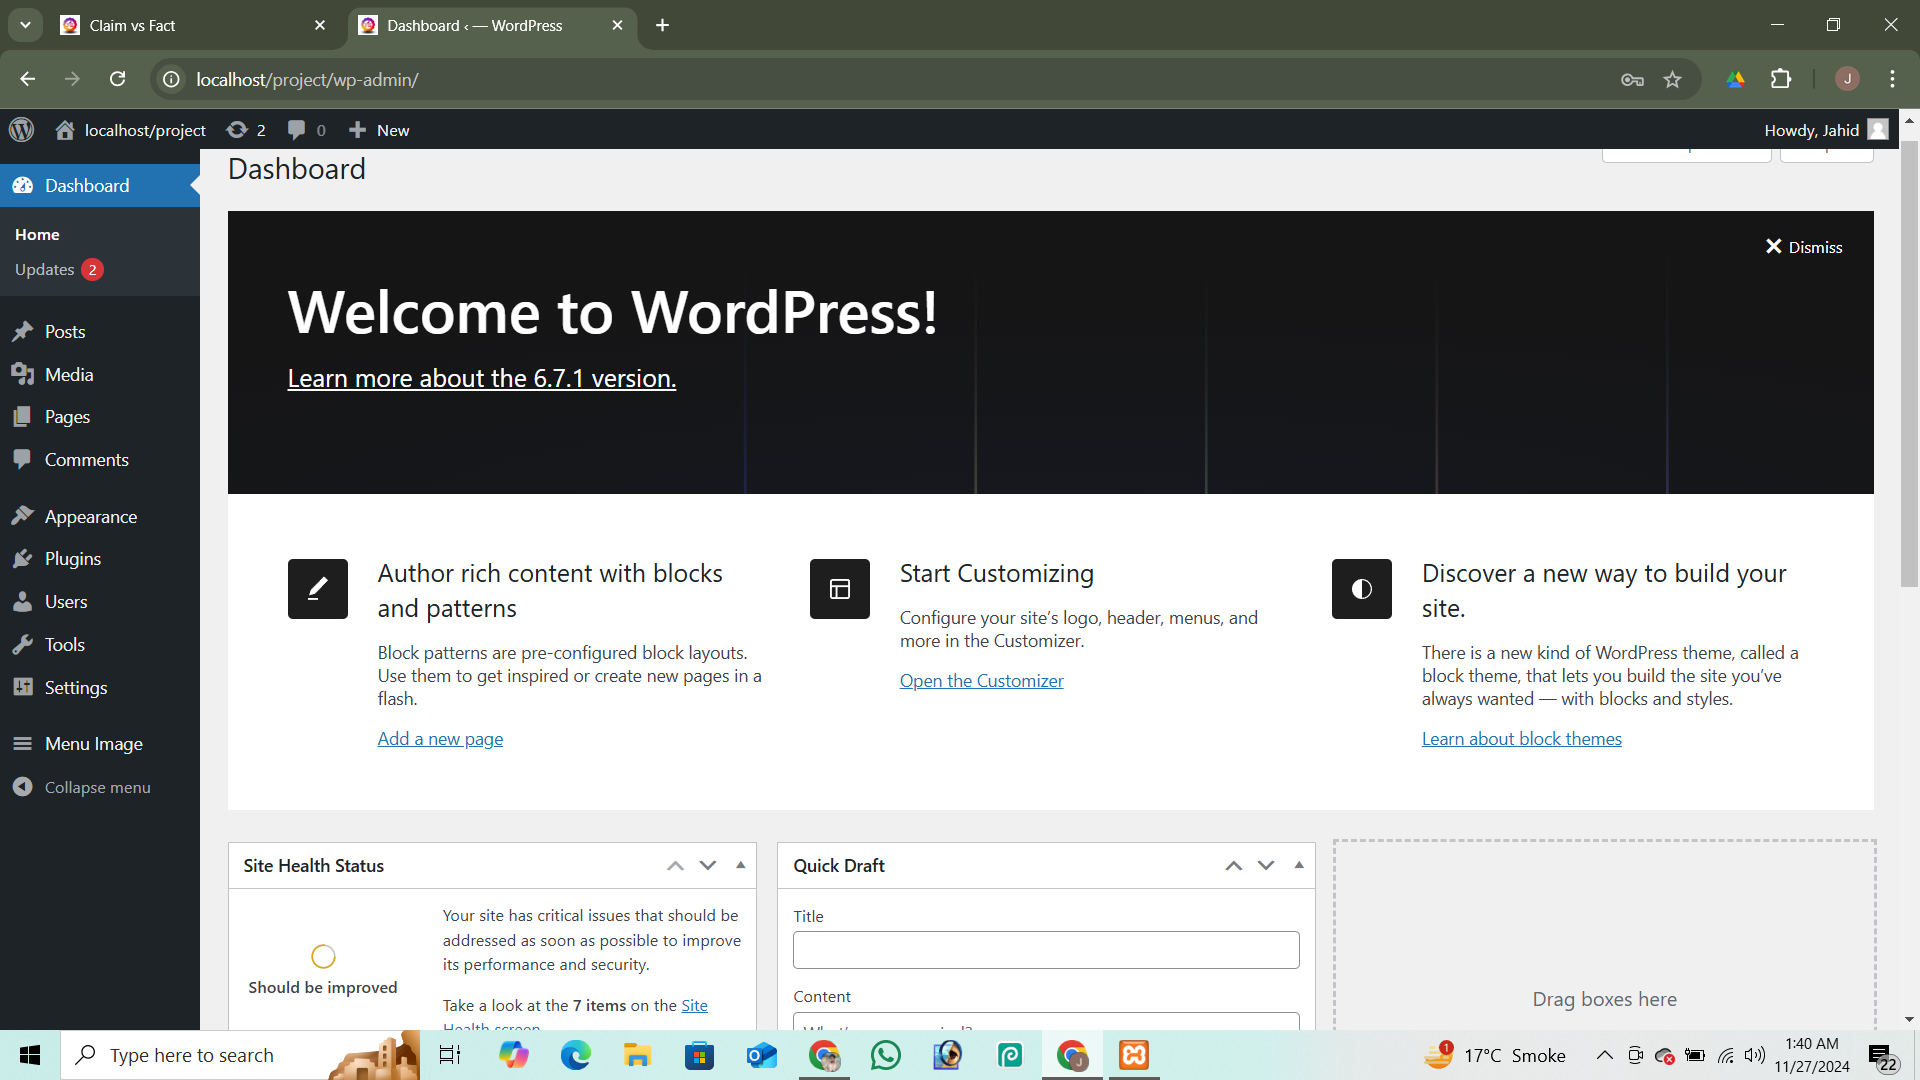 Claim vs Fact
Dashboard ‹ — WordPress
localhost/project/wp-admin/
J
localhost/project
2
0
New
Howdy, Jahid
Dashboard
Home
Updates 2
Posts
Media
Pages
Comments
Appearance
Plugins
Users
Tools
Settings
Menu Image
Collapse menu
Dashboard
Dismiss
Welcome to WordPress!
Learn more about the 6.7.1 version.
Author rich content with blocks
and patterns
Block patterns are pre-configured block layouts.
Use them to get inspired or create new pages in a
flash.
Add a new page
Start Customizing
Configure your site’s logo, header, menus, and
more in the Customizer.
Open the Customizer
Discover a new way to build your
site.
There is a new kind of WordPress theme, called a
block theme, that lets you build the site you’ve
always wanted — with blocks and styles.
Learn about block themes
Site Health Status
Should be improved
Your site has critical issues that should be
addressed as soon as possible to improve
its performance and security.
Take a look at the 7 items on the Site
Health screen
Quick Draft
Title
Content
Drag boxes here
Type here to search
1
17°C Smoke
1:40 AM
11/27/2024
22